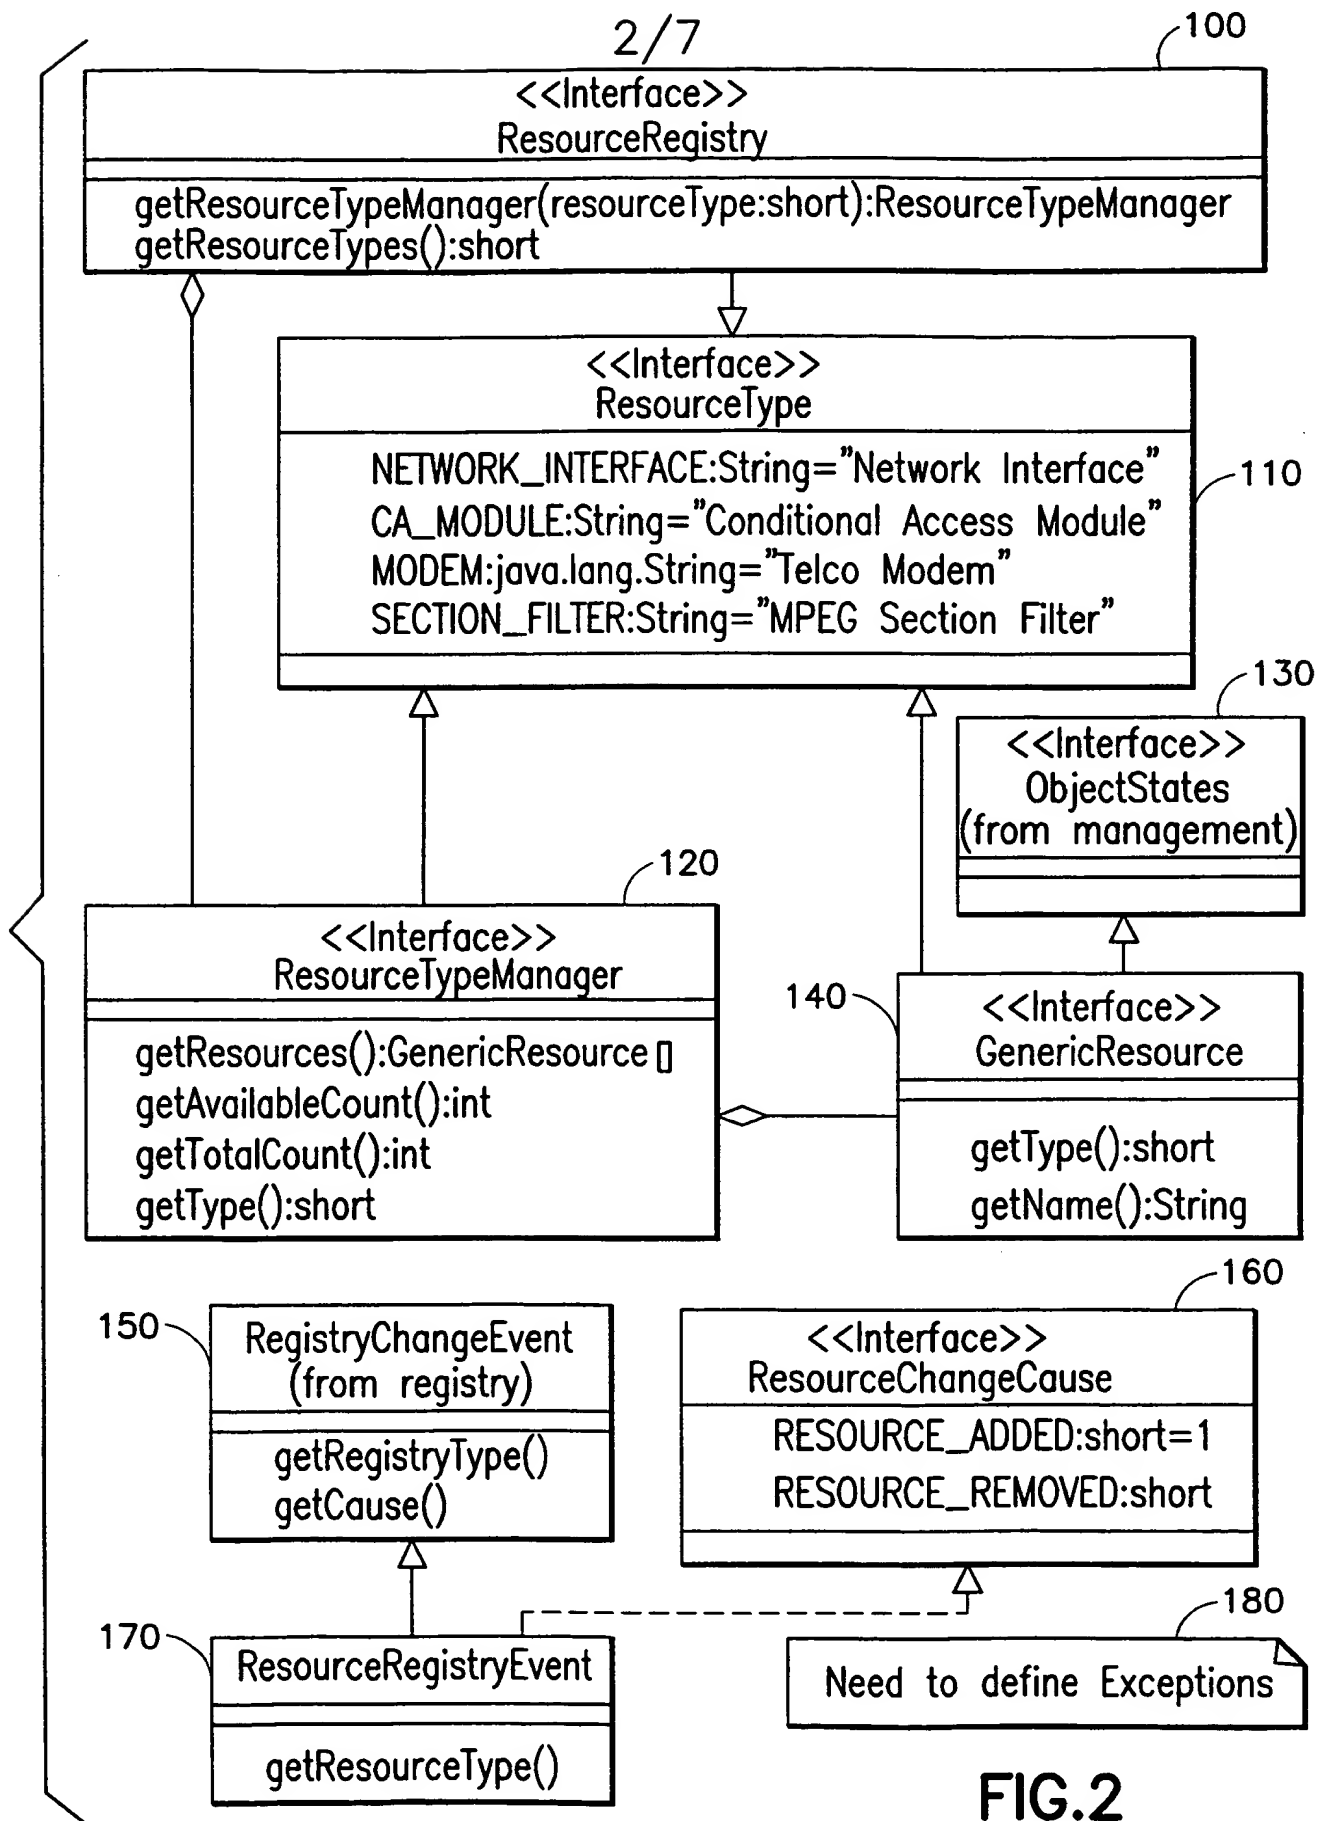 2/7
100
<<Interface>>
ResourceRegistry
getResourceTypeManager(resourceType:short):ResourceTypeManager
getResourceTypes():short
<<Interface>>
ResourceType
NETWORK_INTERFACE:String="Network Interface"
CA_MODULE:String="Conditional Access Module"
MODEM:java.lang.String="Telco Modem"
SECTION_FILTER:String="MPEG Section Filter"
110
130
<<Interface>>
ObjectStates
(from management)
120
<<Interface>>
ResourceTypeManager
getResources():GenericResource []
getAvailableCount():int
getTotalCount():int
getType():short
140
<<Interface>>
GenericResource
getType():short
getName():String
150
RegistryChangeEvent
(from registry)
getRegistryType()
getCause()
160
<<Interface>>
ResourceChangeCause
RESOURCE_ADDED:short=1
RESOURCE_REMOVED:short
170
ResourceRegistryEvent
getResourceType()
180
Need to define Exceptions
FIG.2